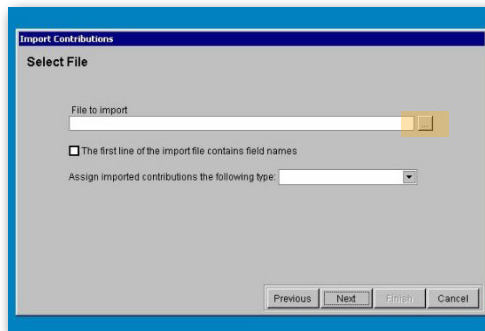 Import Contributions
Select File
File to import
...
The first line of the import file contains field names
Assign imported contributions the following type:
Previous Next Finish Cancel